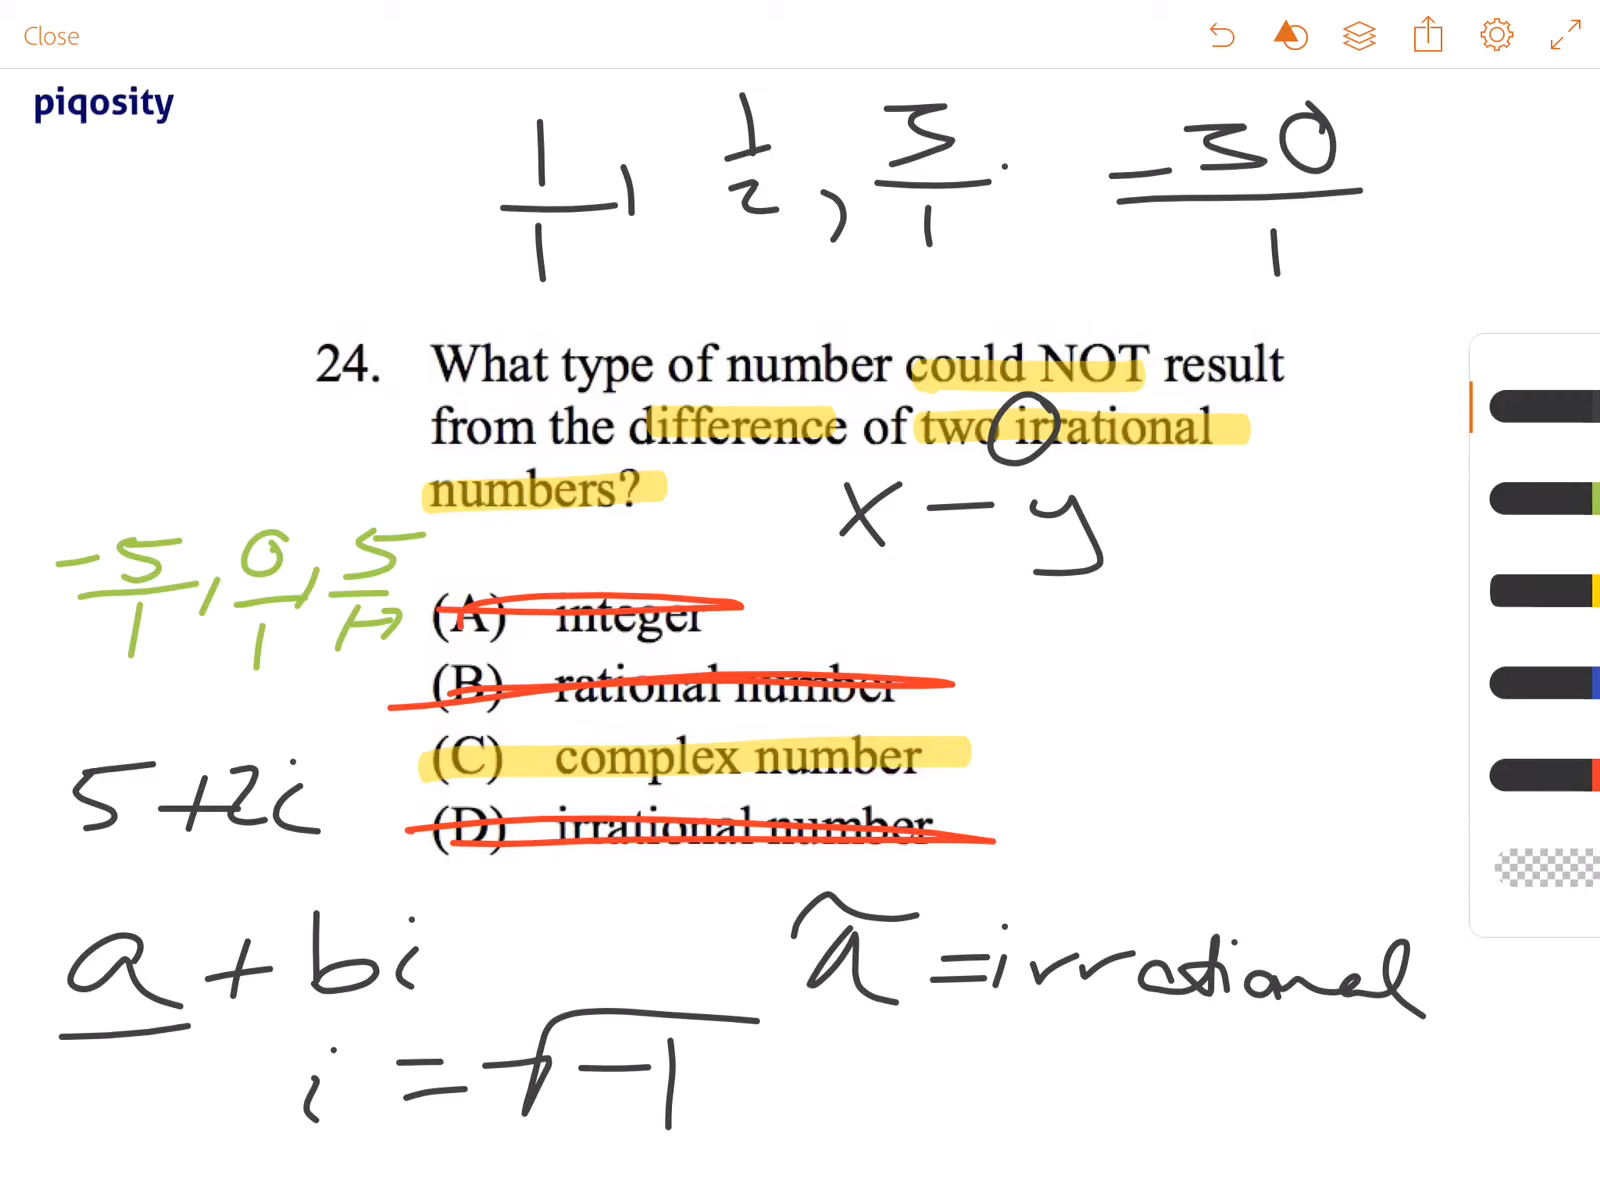 Close
piqosity
1/1, 1/2, 3/1. -30/1
24. What type of number could NOT result
from the difference of two irrational
numbers?
x - y
-5/1, 0/1, 5/1
(A) integer
(B) rational number
(C) complex number
(D) irrational number
5+2i
a + bi
= irrational
i = √-1